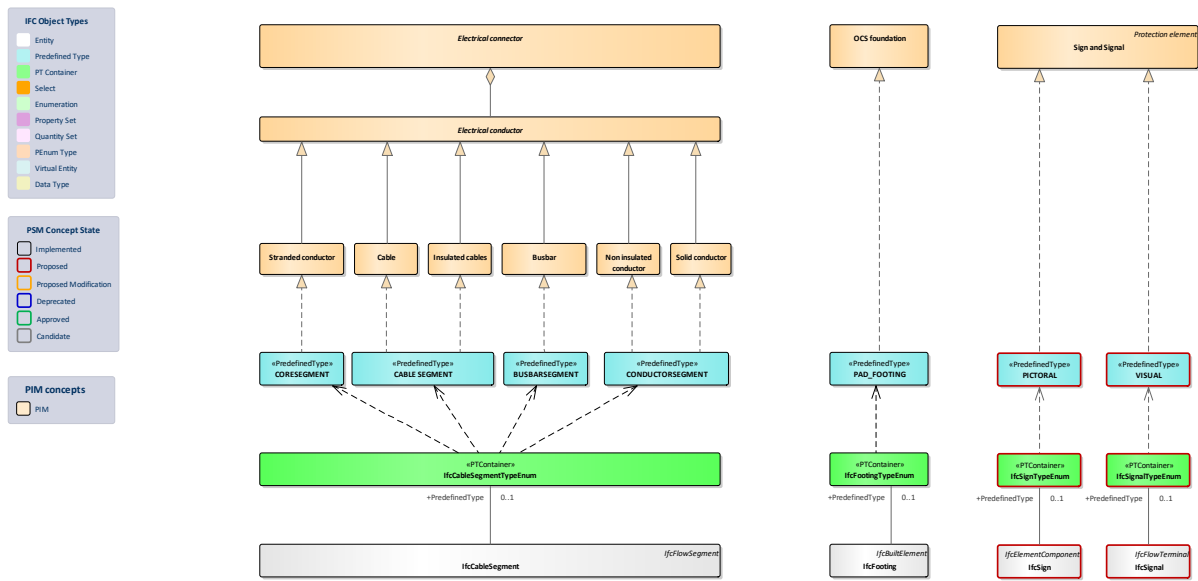 IFC Object Types
Entity
Predefined Type
PT Container
Select
Enumeration
Property Set
Quantity Set
PEnum Type
Virtual Entity
Data Type
PSM Concept State
Implemented
Proposed
Proposed Modification
Deprecated
Approved
Candidate
PIM concepts
PIM
Electrical connector
Electrical conductor
Stranded conductor
Cable
Insulated cables
Busbar
Non insulated
conductor
Solid conductor
«PredefinedType»
CORESEGMENT
«PredefinedType»
CABLE SEGMENT
«PredefinedType»
BUSBARSEGMENT
«PredefinedType»
CONDUCTORSEGMENT
«PTContainer»
IfcCableSegmentTypeEnum
+PredefinedType 0..1
IfcFlowSegment
IfcCableSegment
OCS foundation
«PredefinedType»
PAD_FOOTING
«PTContainer»
IfcFootingTypeEnum
+PredefinedType 0..1
IfcBuiltElement
IfcFooting
Protection element
Sign and Signal
«PredefinedType»
PICTORAL
«PTContainer»
IfcSignTypeEnum
+PredefinedType 0..1
IfcElementComponent
IfcSign
«PredefinedType»
VISUAL
«PTContainer»
IfcSignalTypeEnum
+PredefinedType 0..1
IfcFlowTerminal
IfcSignal